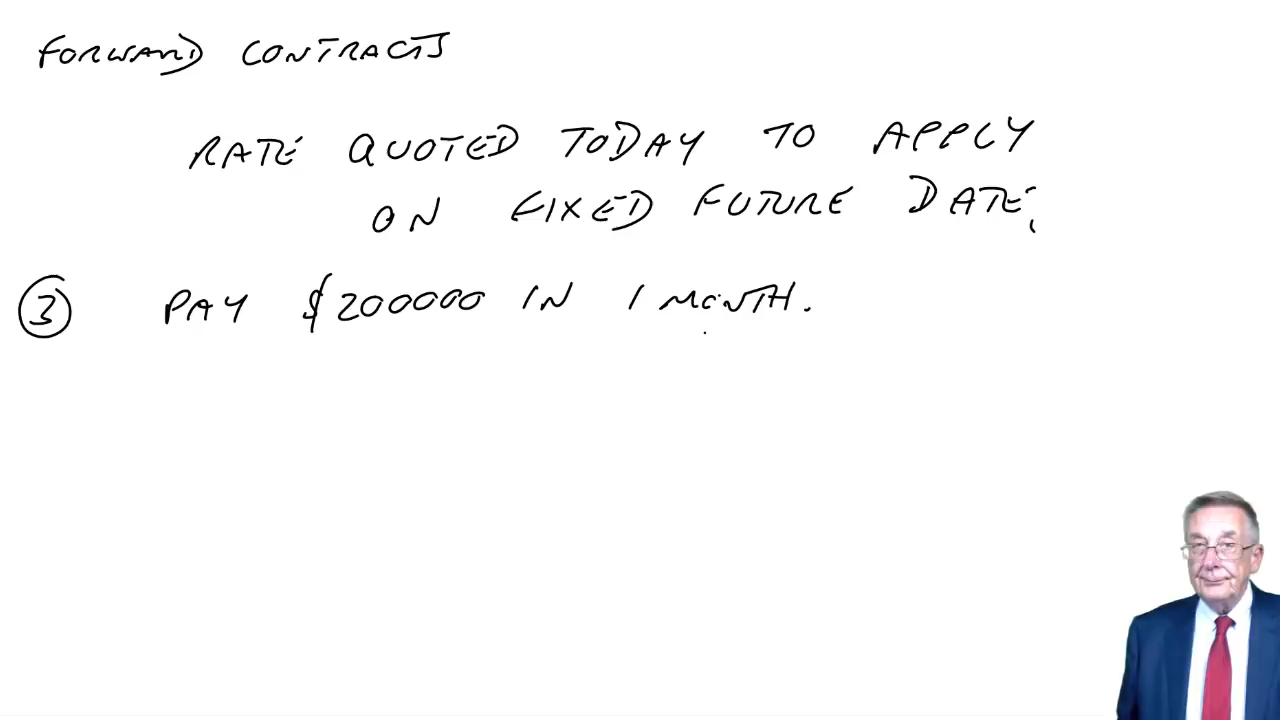 FORWARD CONTRACTS
RATE QUOTED TODAY TO APPLY
ON FIXED FUTURE DATE,
3 PAY $200000 IN 1 MONTH.